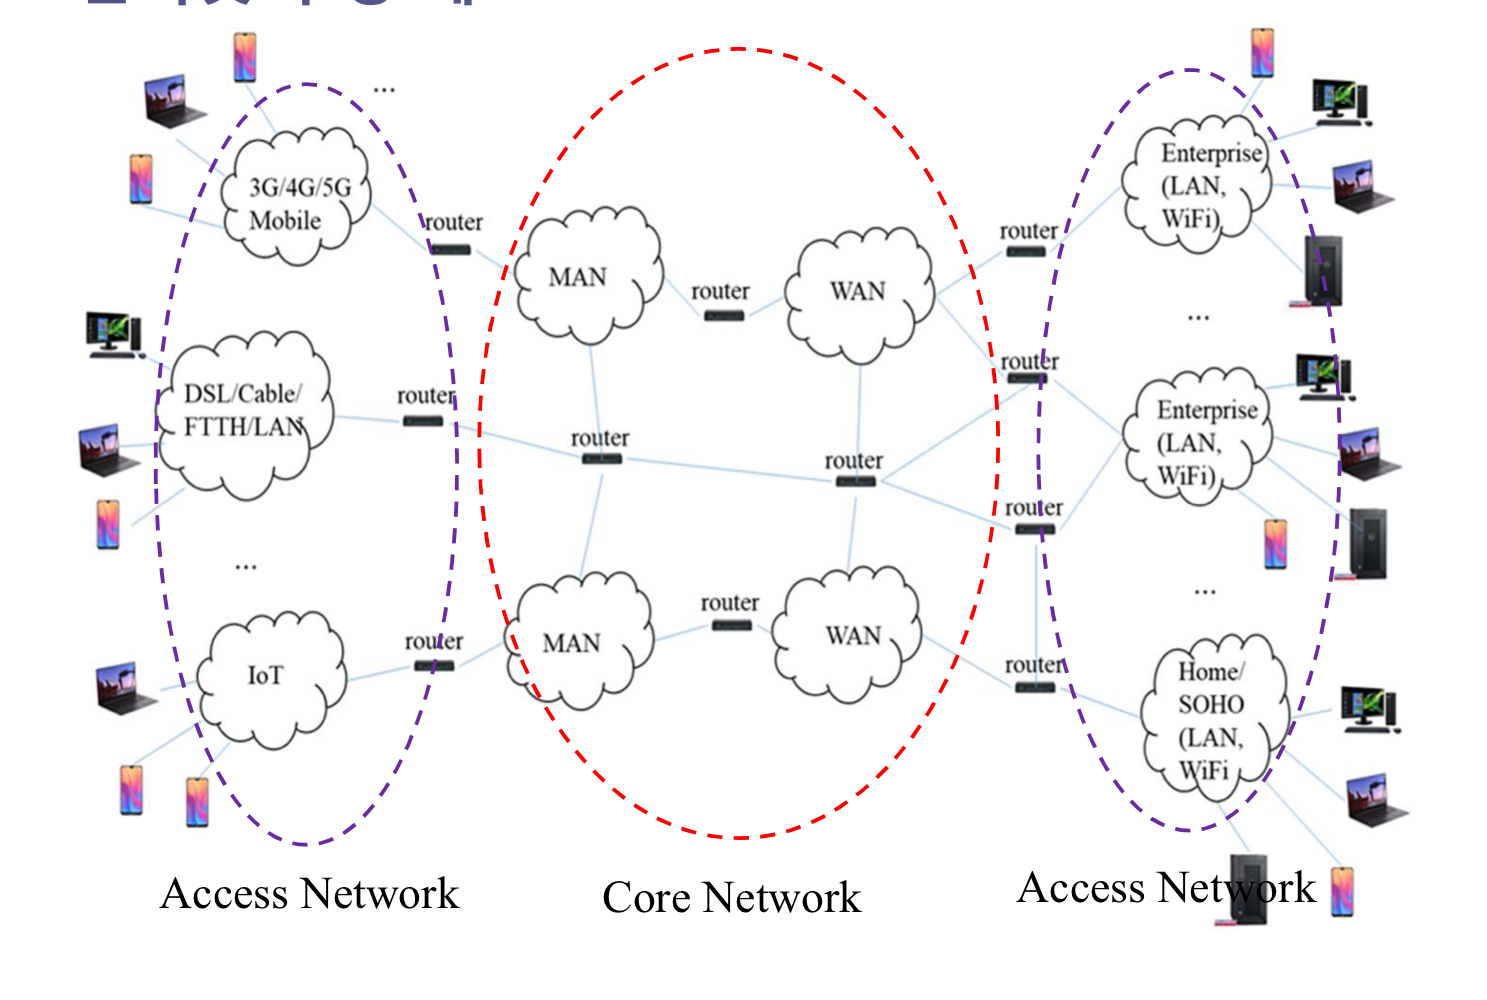 ...
3G/4G/5G
Mobile
router
MAN
router
WAN
router
Enterprise
(LAN,
WiFi)
...
DSL/Cable/
FTTH/LAN
router
router
router
router
Enterprise
(LAN,
WiFi)
router
...
...
IoT
router
MAN
router
WAN
router
Home/
SOHO
(LAN,
WiFi
Access Network
Core Network
Access Network